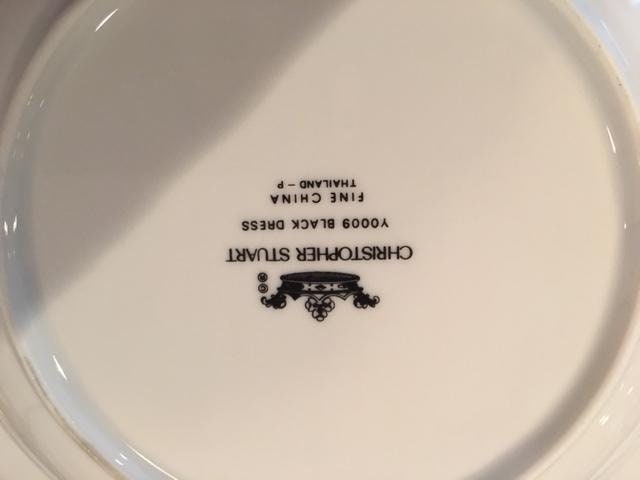 © ®
CHRISTOPHER STUART
Y0009 BLACK DRESS
FINE CHINA
THAILAND - P